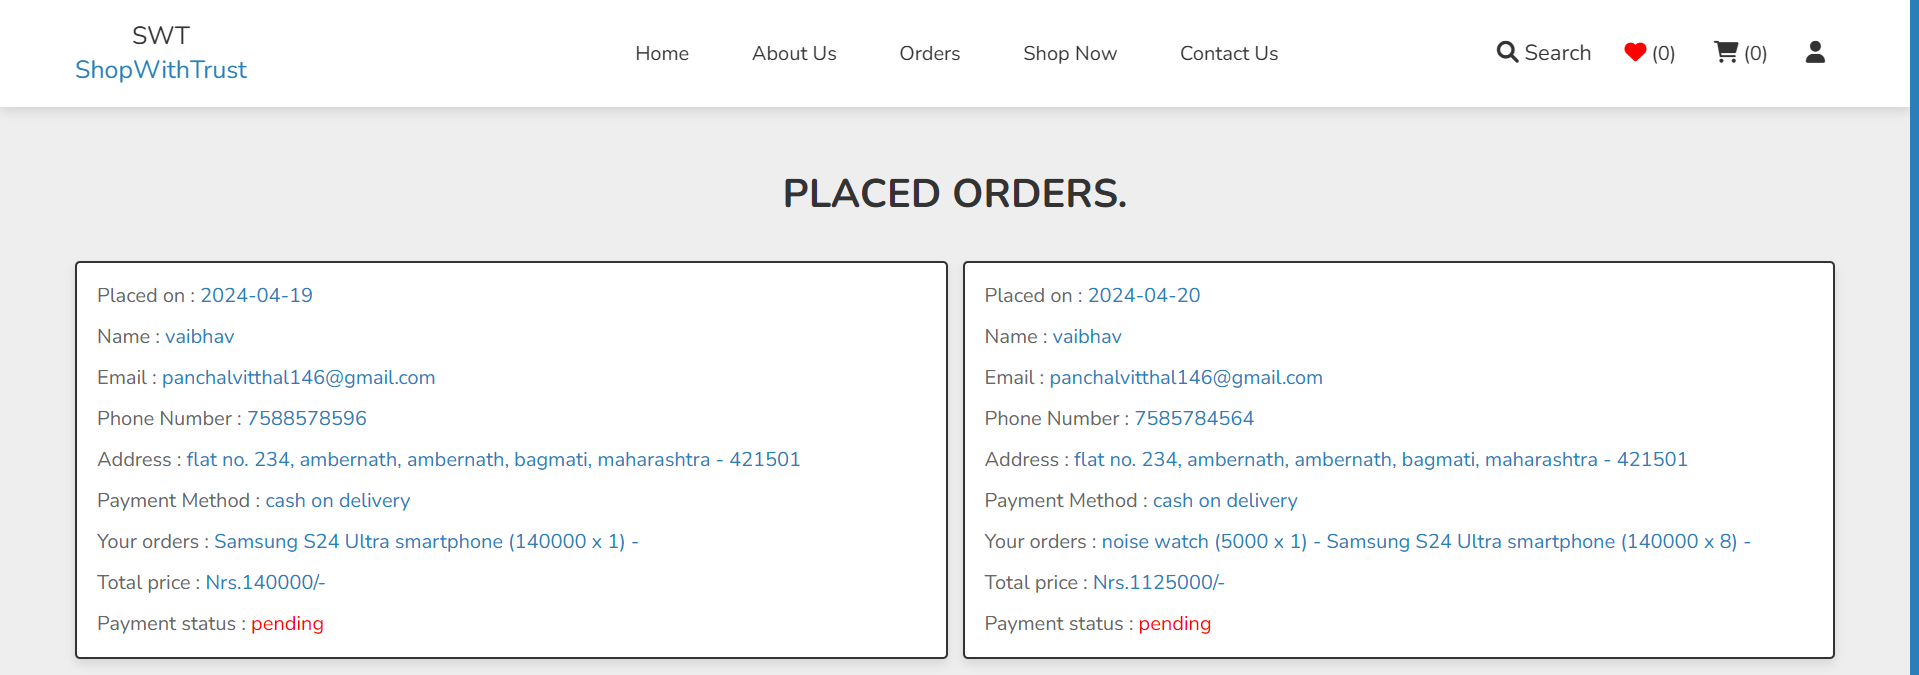 SWT
ShopWithTrust
Home About Us Orders Shop Now Contact Us
Search (0) (0)
PLACED ORDERS.
Placed on : 2024-04-19
Name : vaibhav
Email : panchalvitthal146@gmail.com
Phone Number : 7588578596
Address : flat no. 234, ambernath, ambernath, bagmati, maharashtra - 421501
Payment Method : cash on delivery
Your orders : Samsung S24 Ultra smartphone (140000 x 1) -
Total price : Nrs.140000/-
Payment status : pending
Placed on : 2024-04-20
Name : vaibhav
Email : panchalvitthal146@gmail.com
Phone Number : 7585784564
Address : flat no. 234, ambernath, ambernath, bagmati, maharashtra - 421501
Payment Method : cash on delivery
Your orders : noise watch (5000 x 1) - Samsung S24 Ultra smartphone (140000 x 8) -
Total price : Nrs.1125000/-
Payment status : pending